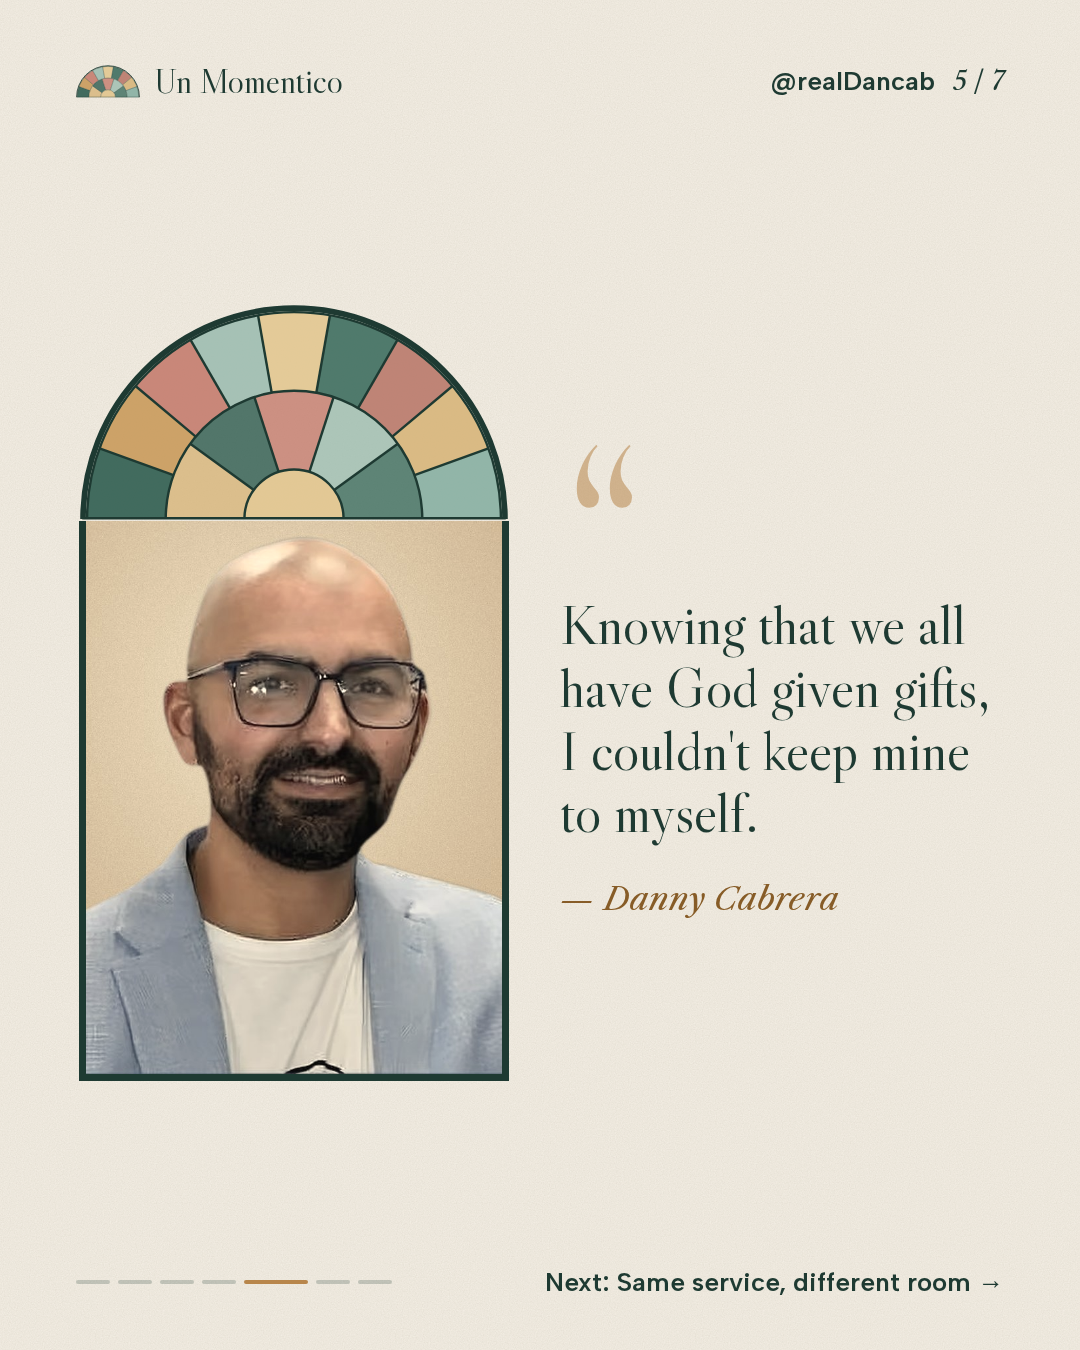 Un Momentico
@realDancab 5 / 7
“
Knowing that we all
have God given gifts,
I couldn't keep mine
to myself.
— Danny Cabrera
Next: Same service, different room →